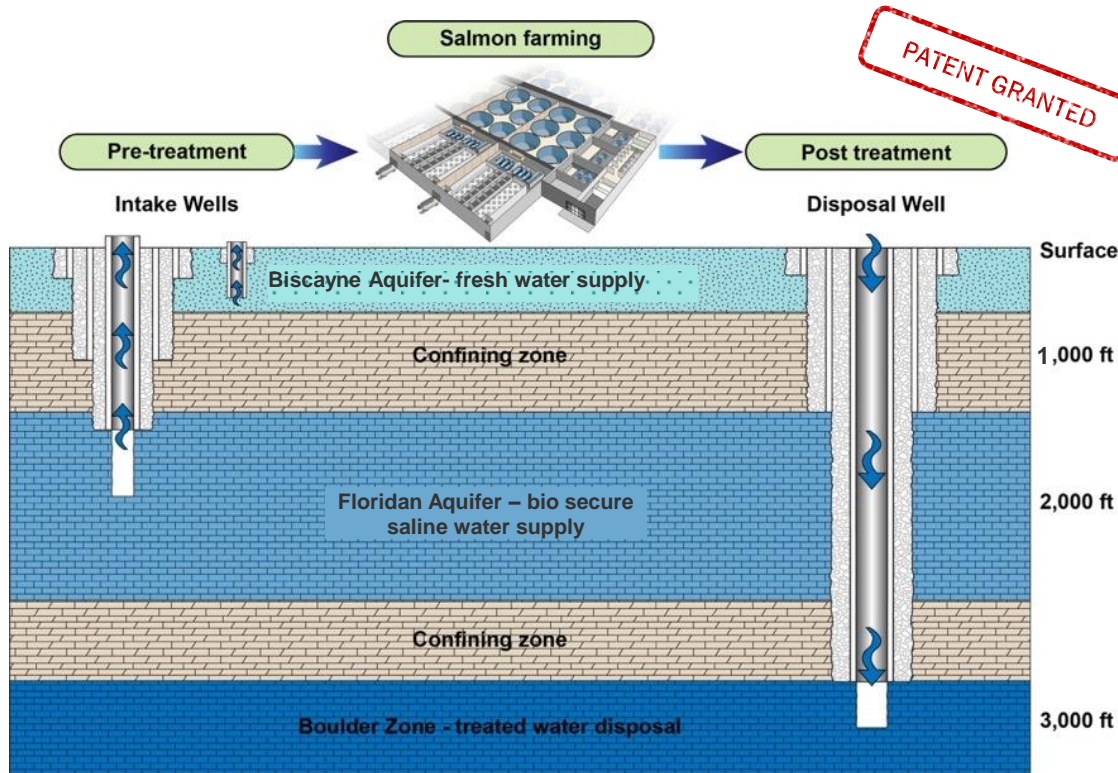 Salmon farming
PATENT GRANTED
Pre-treatment
Post treatment
Intake Wells
Disposal Well
Surface
Biscayne Aquifer- fresh water supply
Confining zone
1,000 ft
Floridan Aquifer – bio secure
saline water supply
2,000 ft
Confining zone
Boulder Zone - treated water disposal
3,000 ft